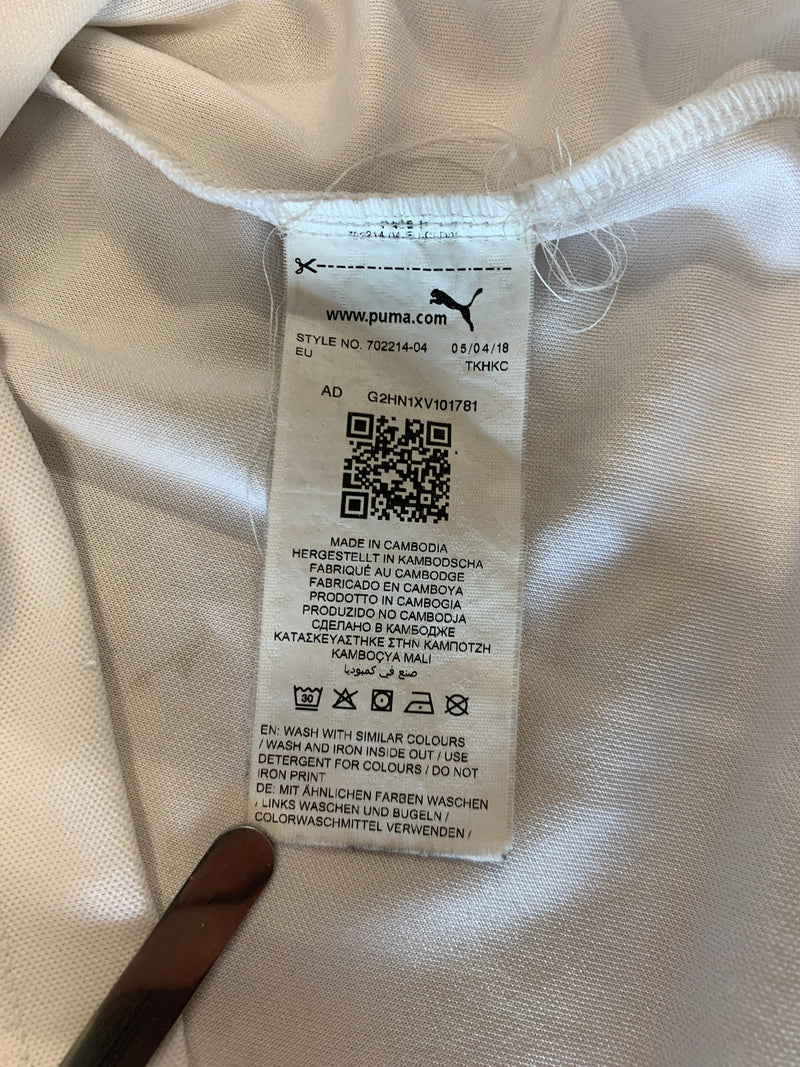 www.puma.com
STYLE NO. 702214-04 05/04/18
EU TKHKC
AD G2HN1XV101781
MADE IN CAMBODIA
HERGESTELLT IN KAMBODSCHA
FABRIQUÉ AU CAMBODGE
FABRICADO EN CAMBOYA
PRODOTTO IN CAMBOGIA
PRODUZIDO NO CAMBODJA
СДЕЛАНО В КАМБОДЖЕ
ΚΑΤΑΣΚΕΥΑΣΤΗΚΕ ΣΤΗΝ ΚΑΜΠΟΤΖΗ
KAMBOÇYA MALI
صنع في كمبوديا
30
EN: WASH WITH SIMILAR COLOURS
/ WASH AND IRON INSIDE OUT / USE
DETERGENT FOR COLOURS / DO NOT
IRON PRINT
DE: MIT ÄHNLICHEN FARBEN WASCHEN
/ LINKS WASCHEN UND BUGELN /
COLORWASCHMITTEL VERWENDEN /